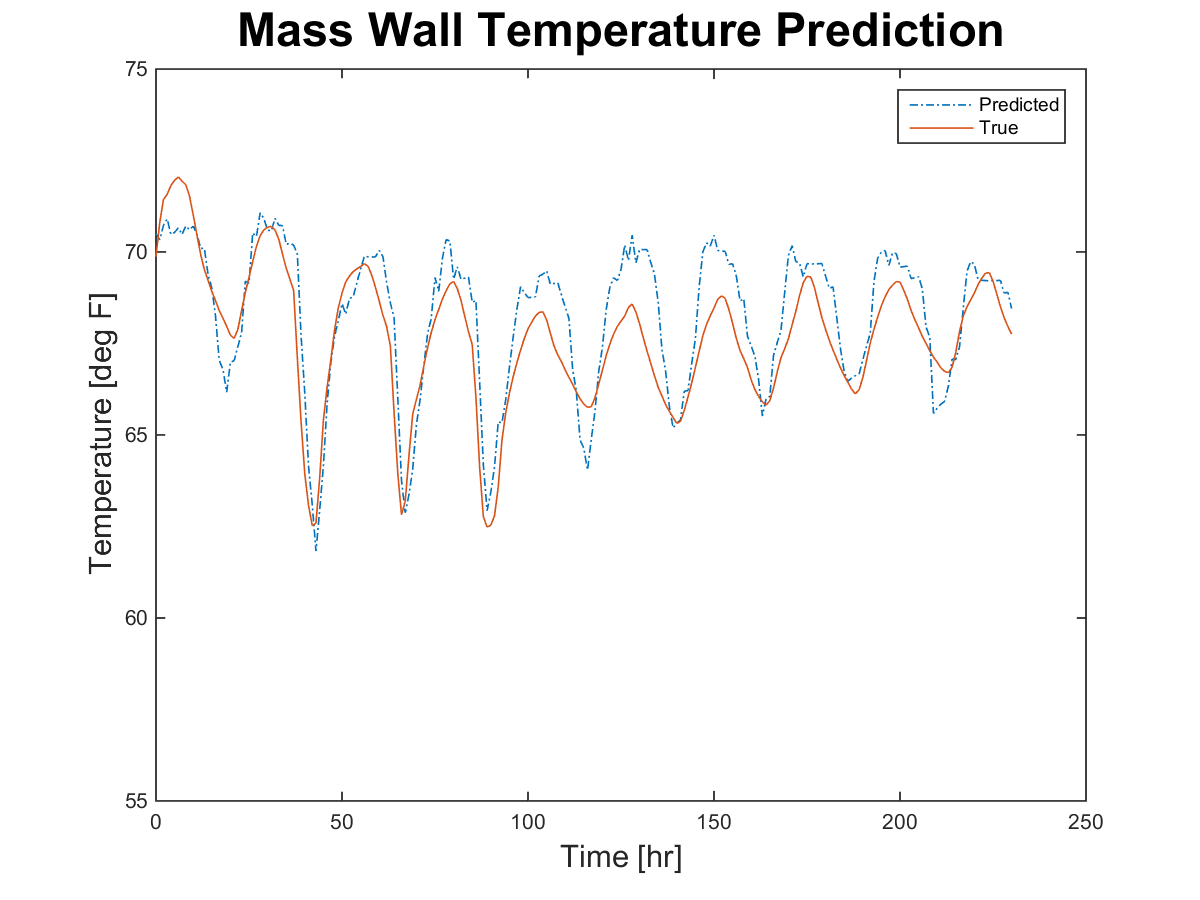 Mass Wall Temperature Prediction
75
Predicted
True
70
65
60
55
Temperature [deg F]
0 50 100 150 200 250
Time [hr]